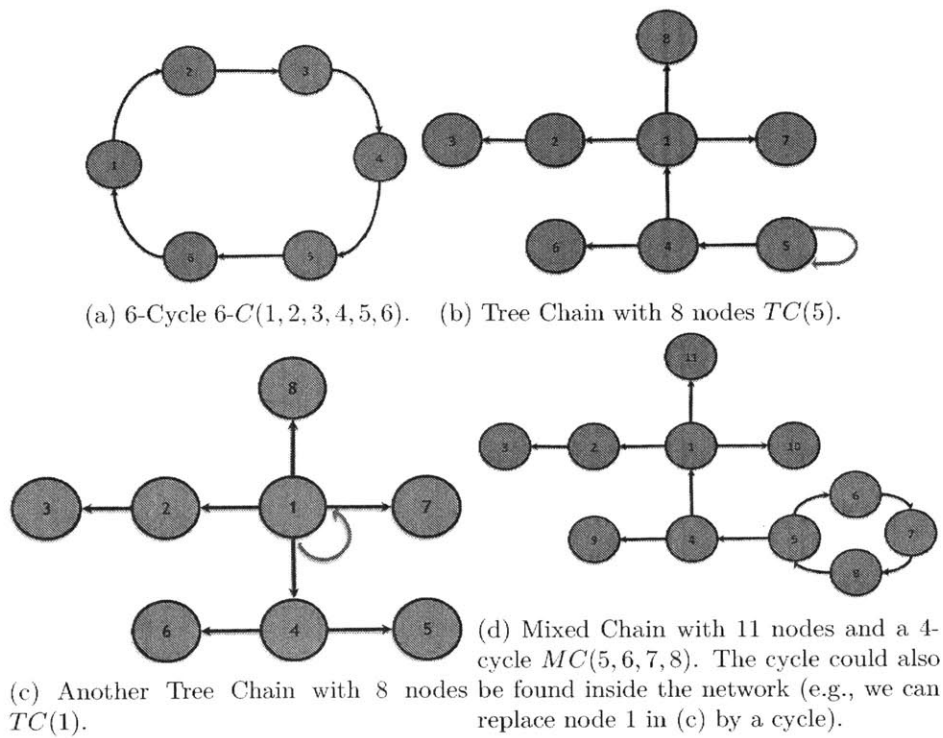 2 3
1 4
6 5
(a) 6-Cycle 6-C(1, 2, 3, 4, 5, 6).
8
3 2 1 7
6 4 5
(b) Tree Chain with 8 nodes TC(5).
8
3 2 1 7
6 4 5
(c) Another Tree Chain with 8 nodes
TC(1).
11
3 2 1 10
6
9 4 5 7
8
(d) Mixed Chain with 11 nodes and a 4-
cycle MC(5, 6, 7, 8). The cycle could also
be found inside the network (e.g., we can
replace node 1 in (c) by a cycle).